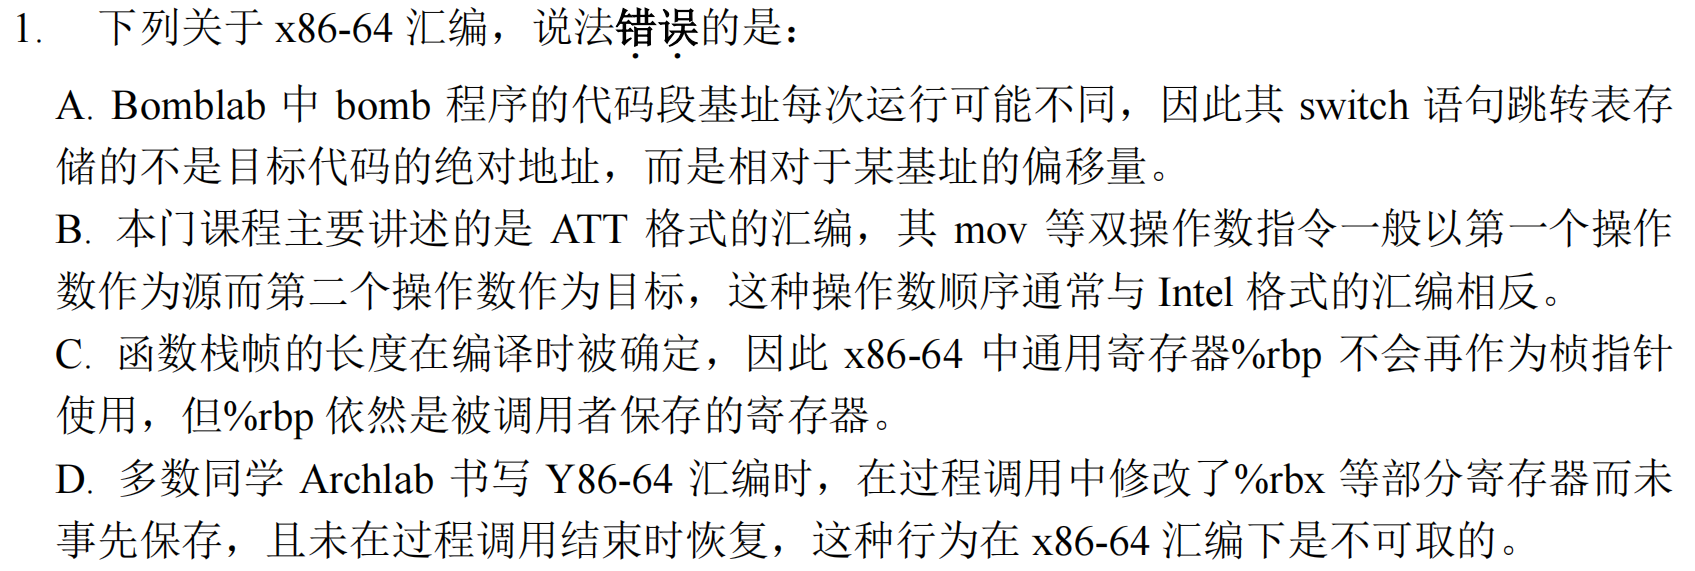 1. 下列关于 x86-64 汇编，说法错误的是：
A. Bomblab 中 bomb 程序的代码段基址每次运行可能不同，因此其 switch 语句跳转表存
储的不是目标代码的绝对地址，而是相对于某基址的偏移量。
B. 本门课程主要讲述的是 ATT 格式的汇编，其 mov 等双操作数指令一般以第一个操作
数作为源而第二个操作数作为目标，这种操作数顺序通常与 Intel 格式的汇编相反。
C. 函数栈帧的长度在编译时被确定，因此 x86-64 中通用寄存器%rbp 不会再作为桢指针
使用，但%rbp 依然是被调用者保存的寄存器。
D. 多数同学 Archlab 书写 Y86-64 汇编时，在过程调用中修改了%rbx 等部分寄存器而未
事先保存，且未在过程调用结束时恢复，这种行为在 x86-64 汇编下是不可取的。